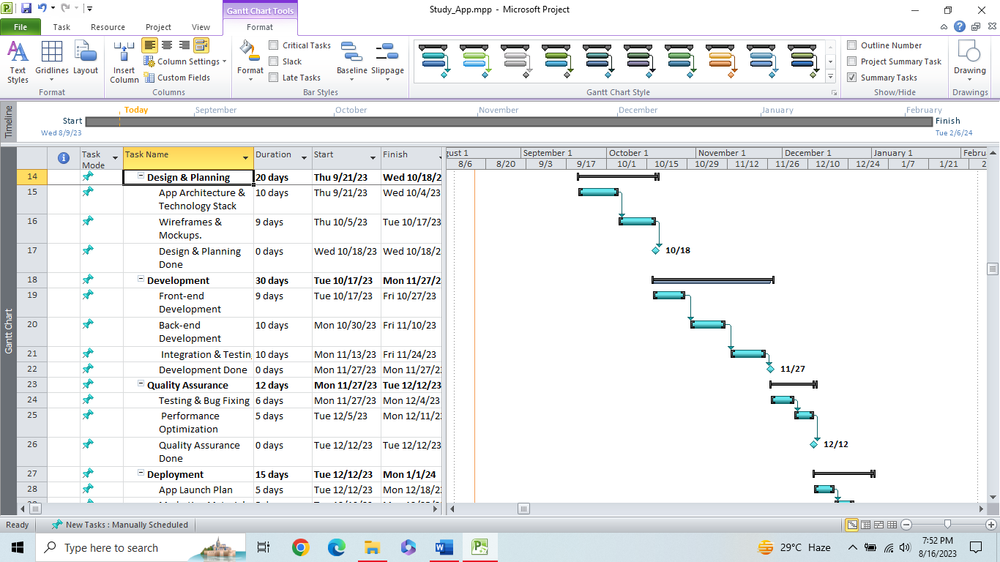 Study_App.mpp - Microsoft Project
Gantt Chart Tools
File Task Resource Project View Format
Text Styles
Gridlines
Layout
Format
Insert Column
Column Settings
Custom Fields
Columns
Format
Critical Tasks
Slack
Late Tasks
Baseline
Slippage
Bar Styles
Gantt Chart Style
Outline Number
Project Summary Task
Summary Tasks
Show/Hide
Drawing
Drawings
Timeline
Today September October November December January February
Start
Wed 8/9/23
Finish
Tue 2/6/24
Gantt Chart
Task Mode Task Name Duration Start Finish
gust 1 September 1 October 1 November 1 December 1 January 1 Febru
8/6 8/20 9/3 9/17 10/1 10/15 10/29 11/12 11/26 12/10 12/24 1/7 1/21 2
14 Design & Planning 20 days Thu 9/21/23 Wed 10/18/2
15 App Architecture & Technology Stack 10 days Thu 9/21/23 Wed 10/4/23
16 Wireframes & Mockups. 9 days Thu 10/5/23 Tue 10/17/23
17 Design & Planning Done 0 days Wed 10/18/23 Wed 10/18/2 10/18
18 Development 30 days Tue 10/17/23 Mon 11/27/2
19 Front-end Development 9 days Tue 10/17/23 Fri 10/27/23
20 Back-end Development 10 days Mon 10/30/23 Fri 11/10/23
21 Integration & Testin 10 days Mon 11/13/23 Fri 11/24/23
22 Development Done 0 days Mon 11/27/23 Mon 11/27/2 11/27
23 Quality Assurance 12 days Mon 11/27/23 Tue 12/12/23
24 Testing & Bug Fixing 6 days Mon 11/27/23 Mon 12/4/23
25 Performance Optimization 5 days Tue 12/5/23 Mon 12/11/2
26 Quality Assurance Done 0 days Tue 12/12/23 Tue 12/12/23 12/12
27 Deployment 15 days Tue 12/12/23 Mon 1/1/24
28 App Launch Plan 5 days Tue 12/12/23 Mon 12/18/2
Ready New Tasks : Manually Scheduled
Type here to search
29°C Haze
7:52 PM
8/16/2023